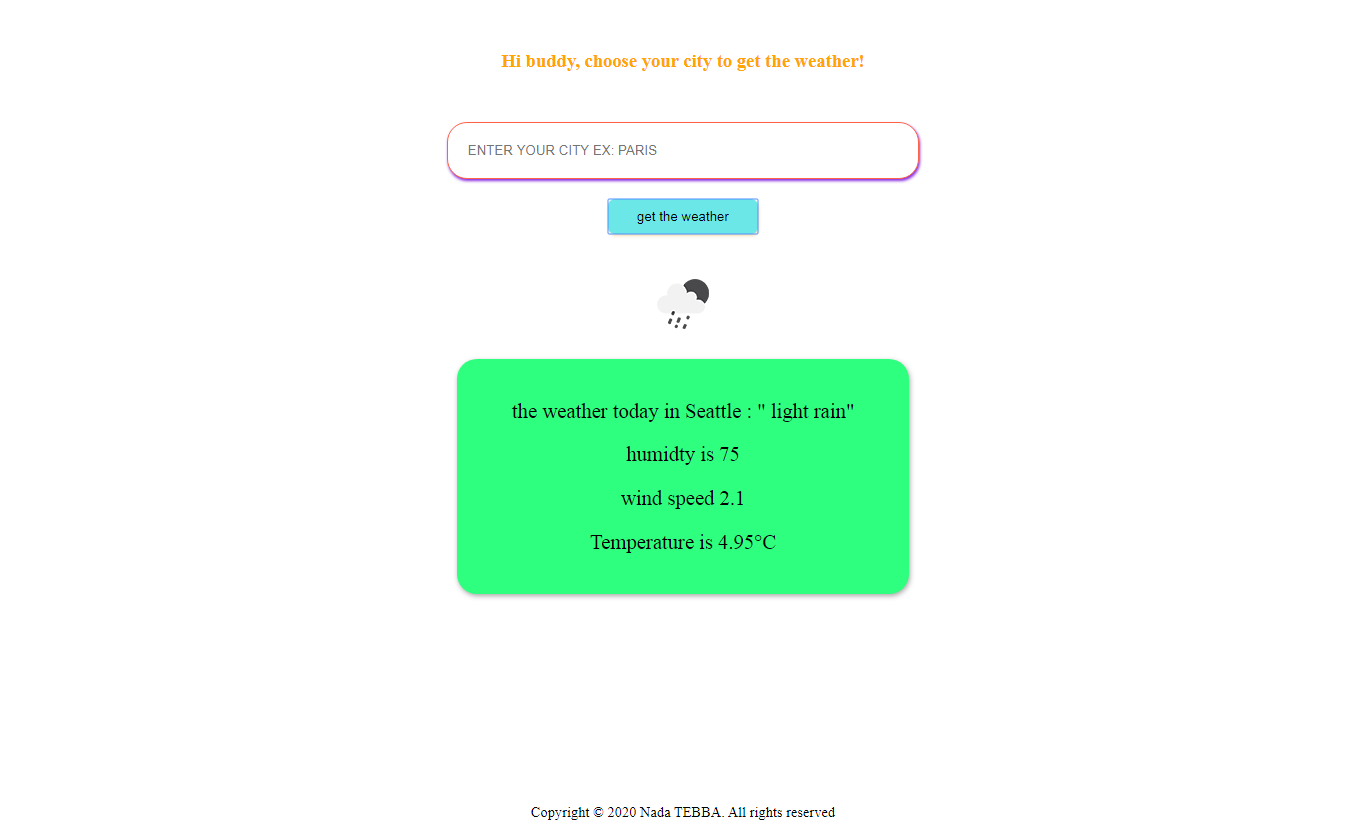 Hi buddy, choose your city to get the weather!
ENTER YOUR CITY EX: PARIS
get the weather
the weather today in Seattle : " light rain"
humidty is 75
wind speed 2.1
Temperature is 4.95°C
Copyright © 2020 Nada TEBBA. All rights reserved